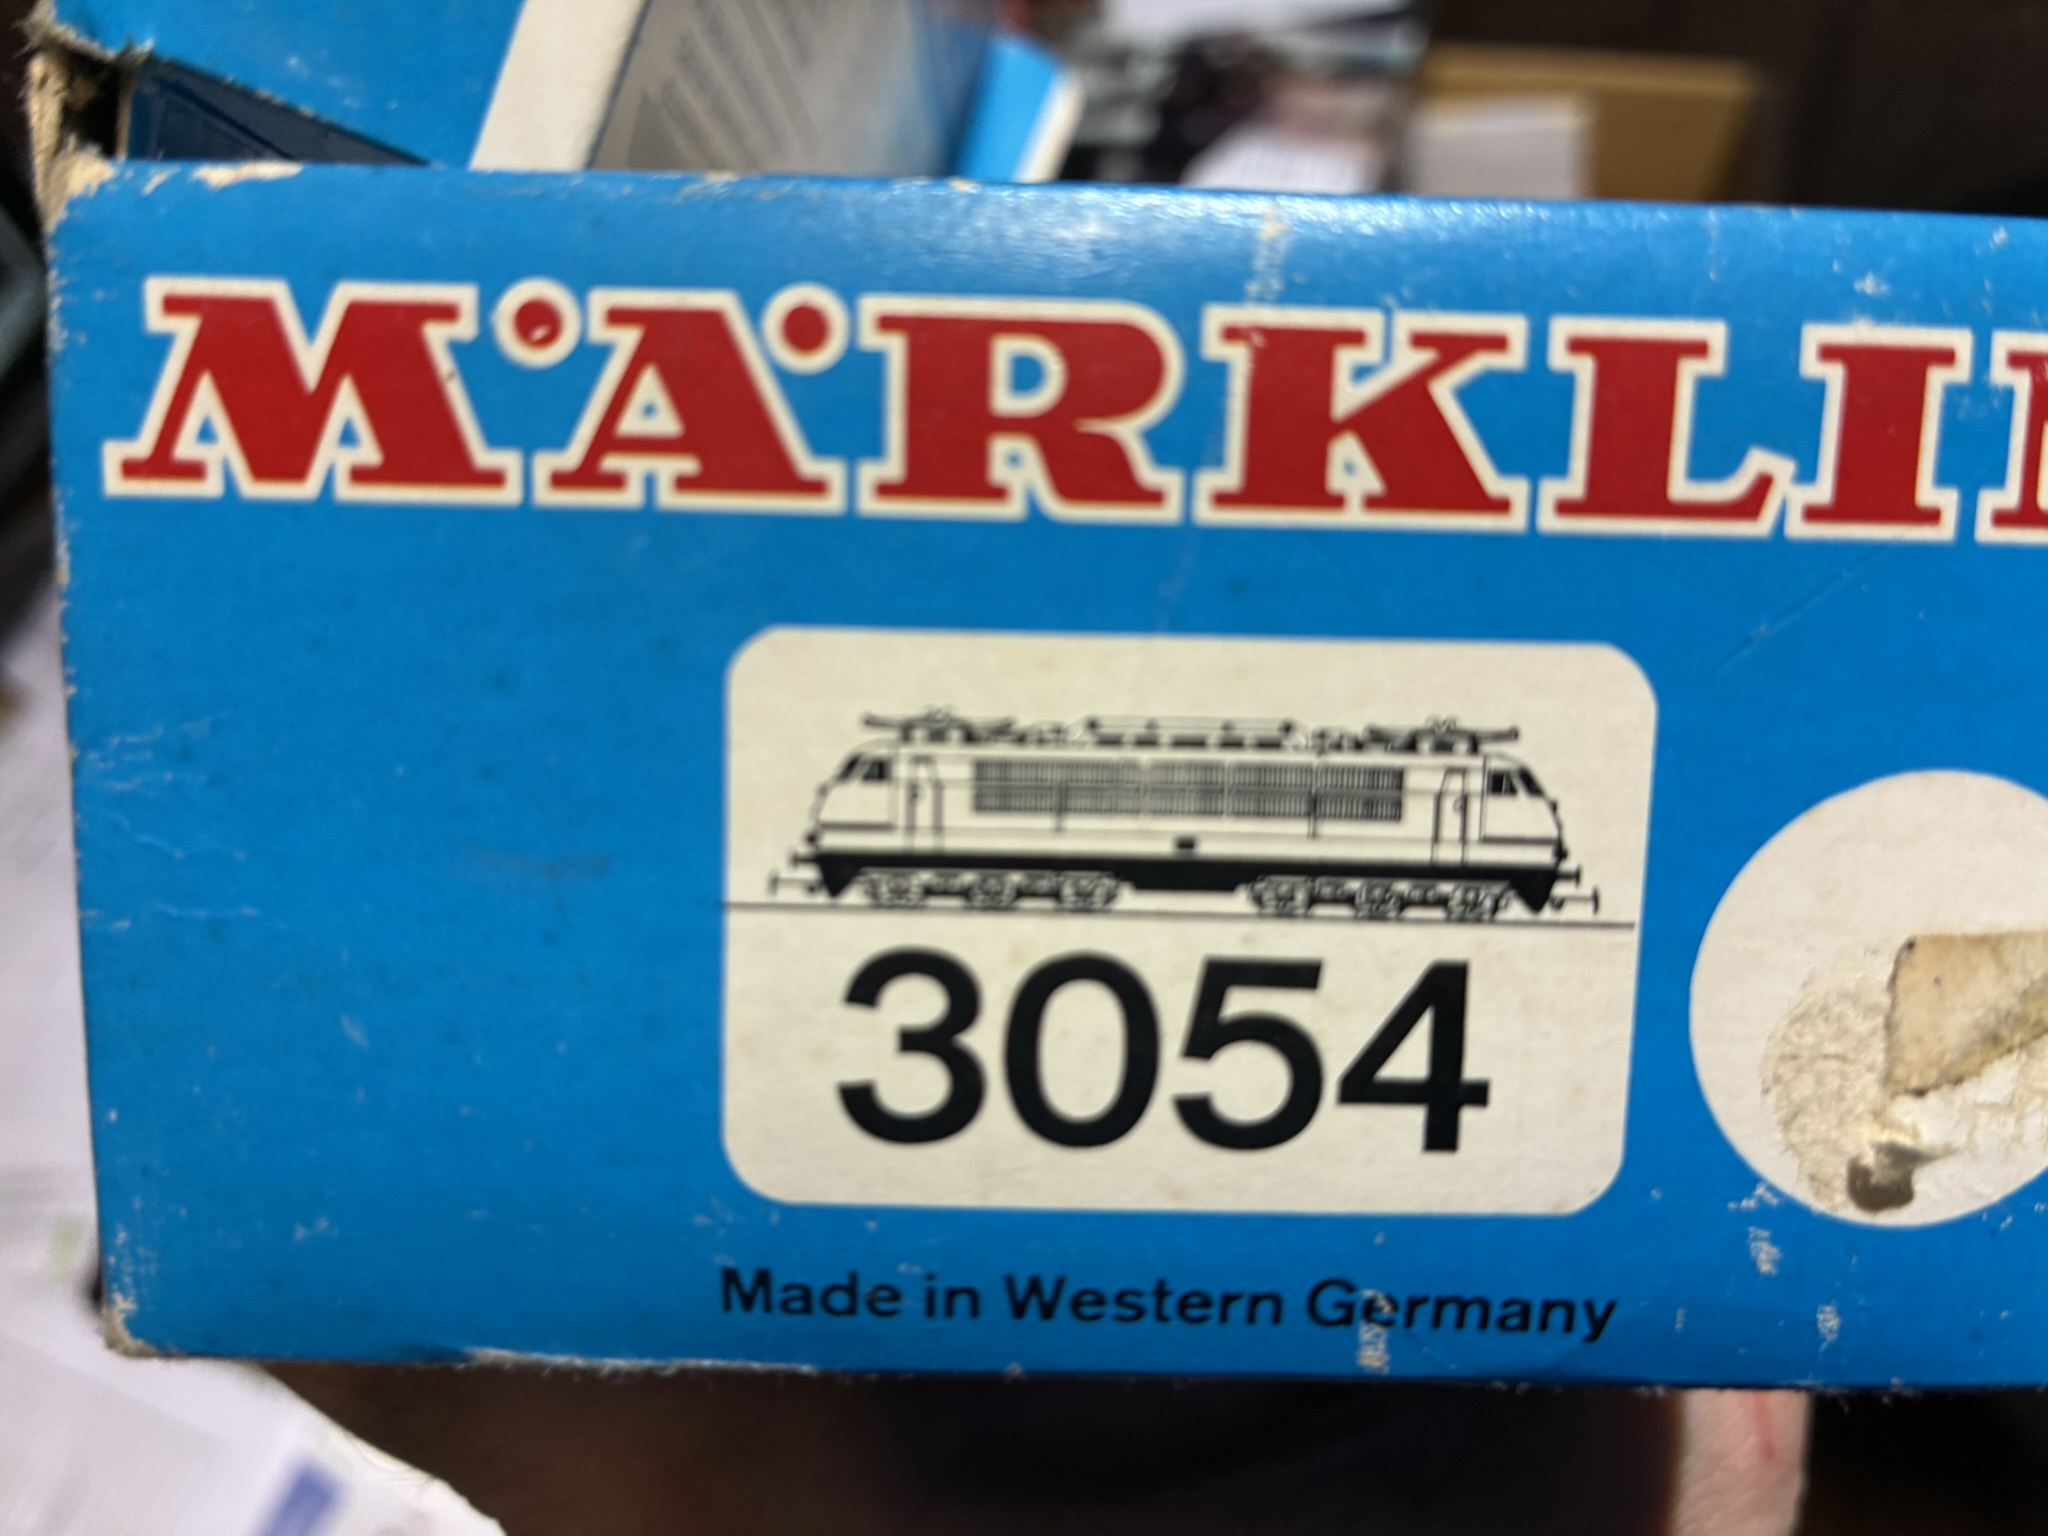 MÄRKLI
3054
Made in Western Germany